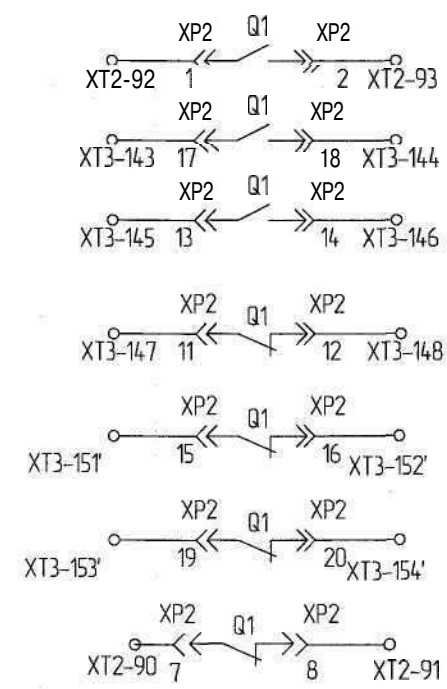 XP2 Q1 XP2
XT2-92 1 2 XT2-93
XP2 Q1 XP2
XT3-143 17 18 XT3-144
XP2 Q1 XP2
XT3-145 13 14 XT3-146
XP2 Q1 XP2
XT3-147 11 12 XT3-148
XP2 Q1 XP2
XT3-151' 15 16 XT3-152'
XP2 Q1 XP2
XT3-153' 19 20 XT3-154'
XP2 Q1 XP2
XT2-90 7 8 XT2-91